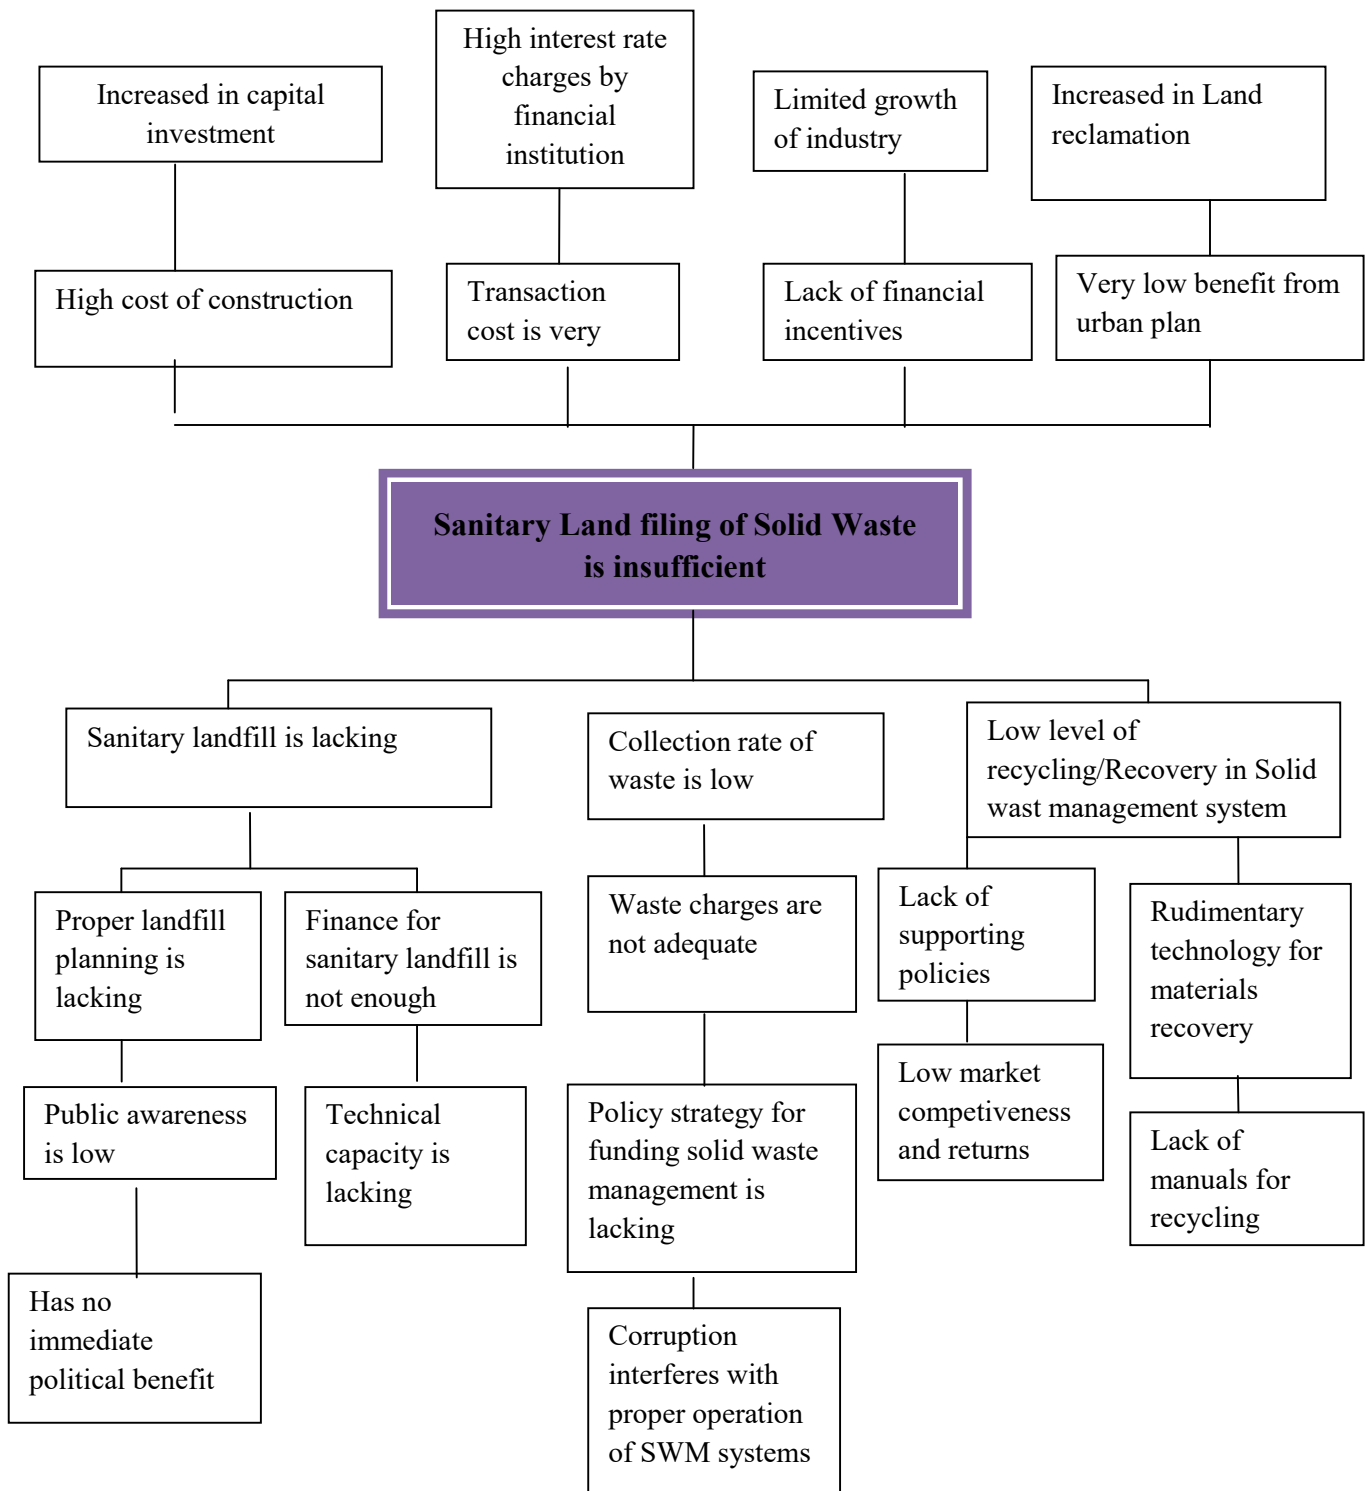 High interest rate
charges by
financial
institution
Increased in capital
investment
Limited growth
of industry
Increased in Land
reclamation
High cost of construction
Transaction
cost is very
Lack of financial
incentives
Very low benefit from
urban plan
Sanitary Land filing of Solid Waste
is insufficient
Sanitary landfill is lacking
Collection rate of
waste is low
Low level of
recycling/Recovery in Solid
wast management system
Proper landfill
planning is
lacking
Finance for
sanitary landfill is
not enough
Waste charges are
not adequate
Lack of
supporting
policies
Rudimentary
technology for
materials
recovery
Public awareness
is low
Technical
capacity is
lacking
Policy strategy for
funding solid waste
management is
lacking
Low market
competiveness
and returns
Lack of
manuals for
recycling
Has no
immediate
political benefit
Corruption
interferes with
proper operation
of SWM systems